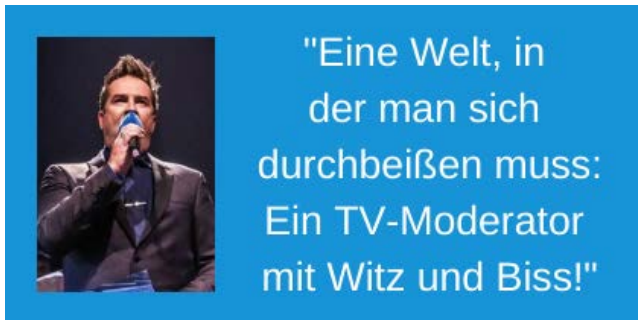 "Eine Welt, in
der man sich
durchbeißen muss:
Ein TV-Moderator
mit Witz und Biss!"